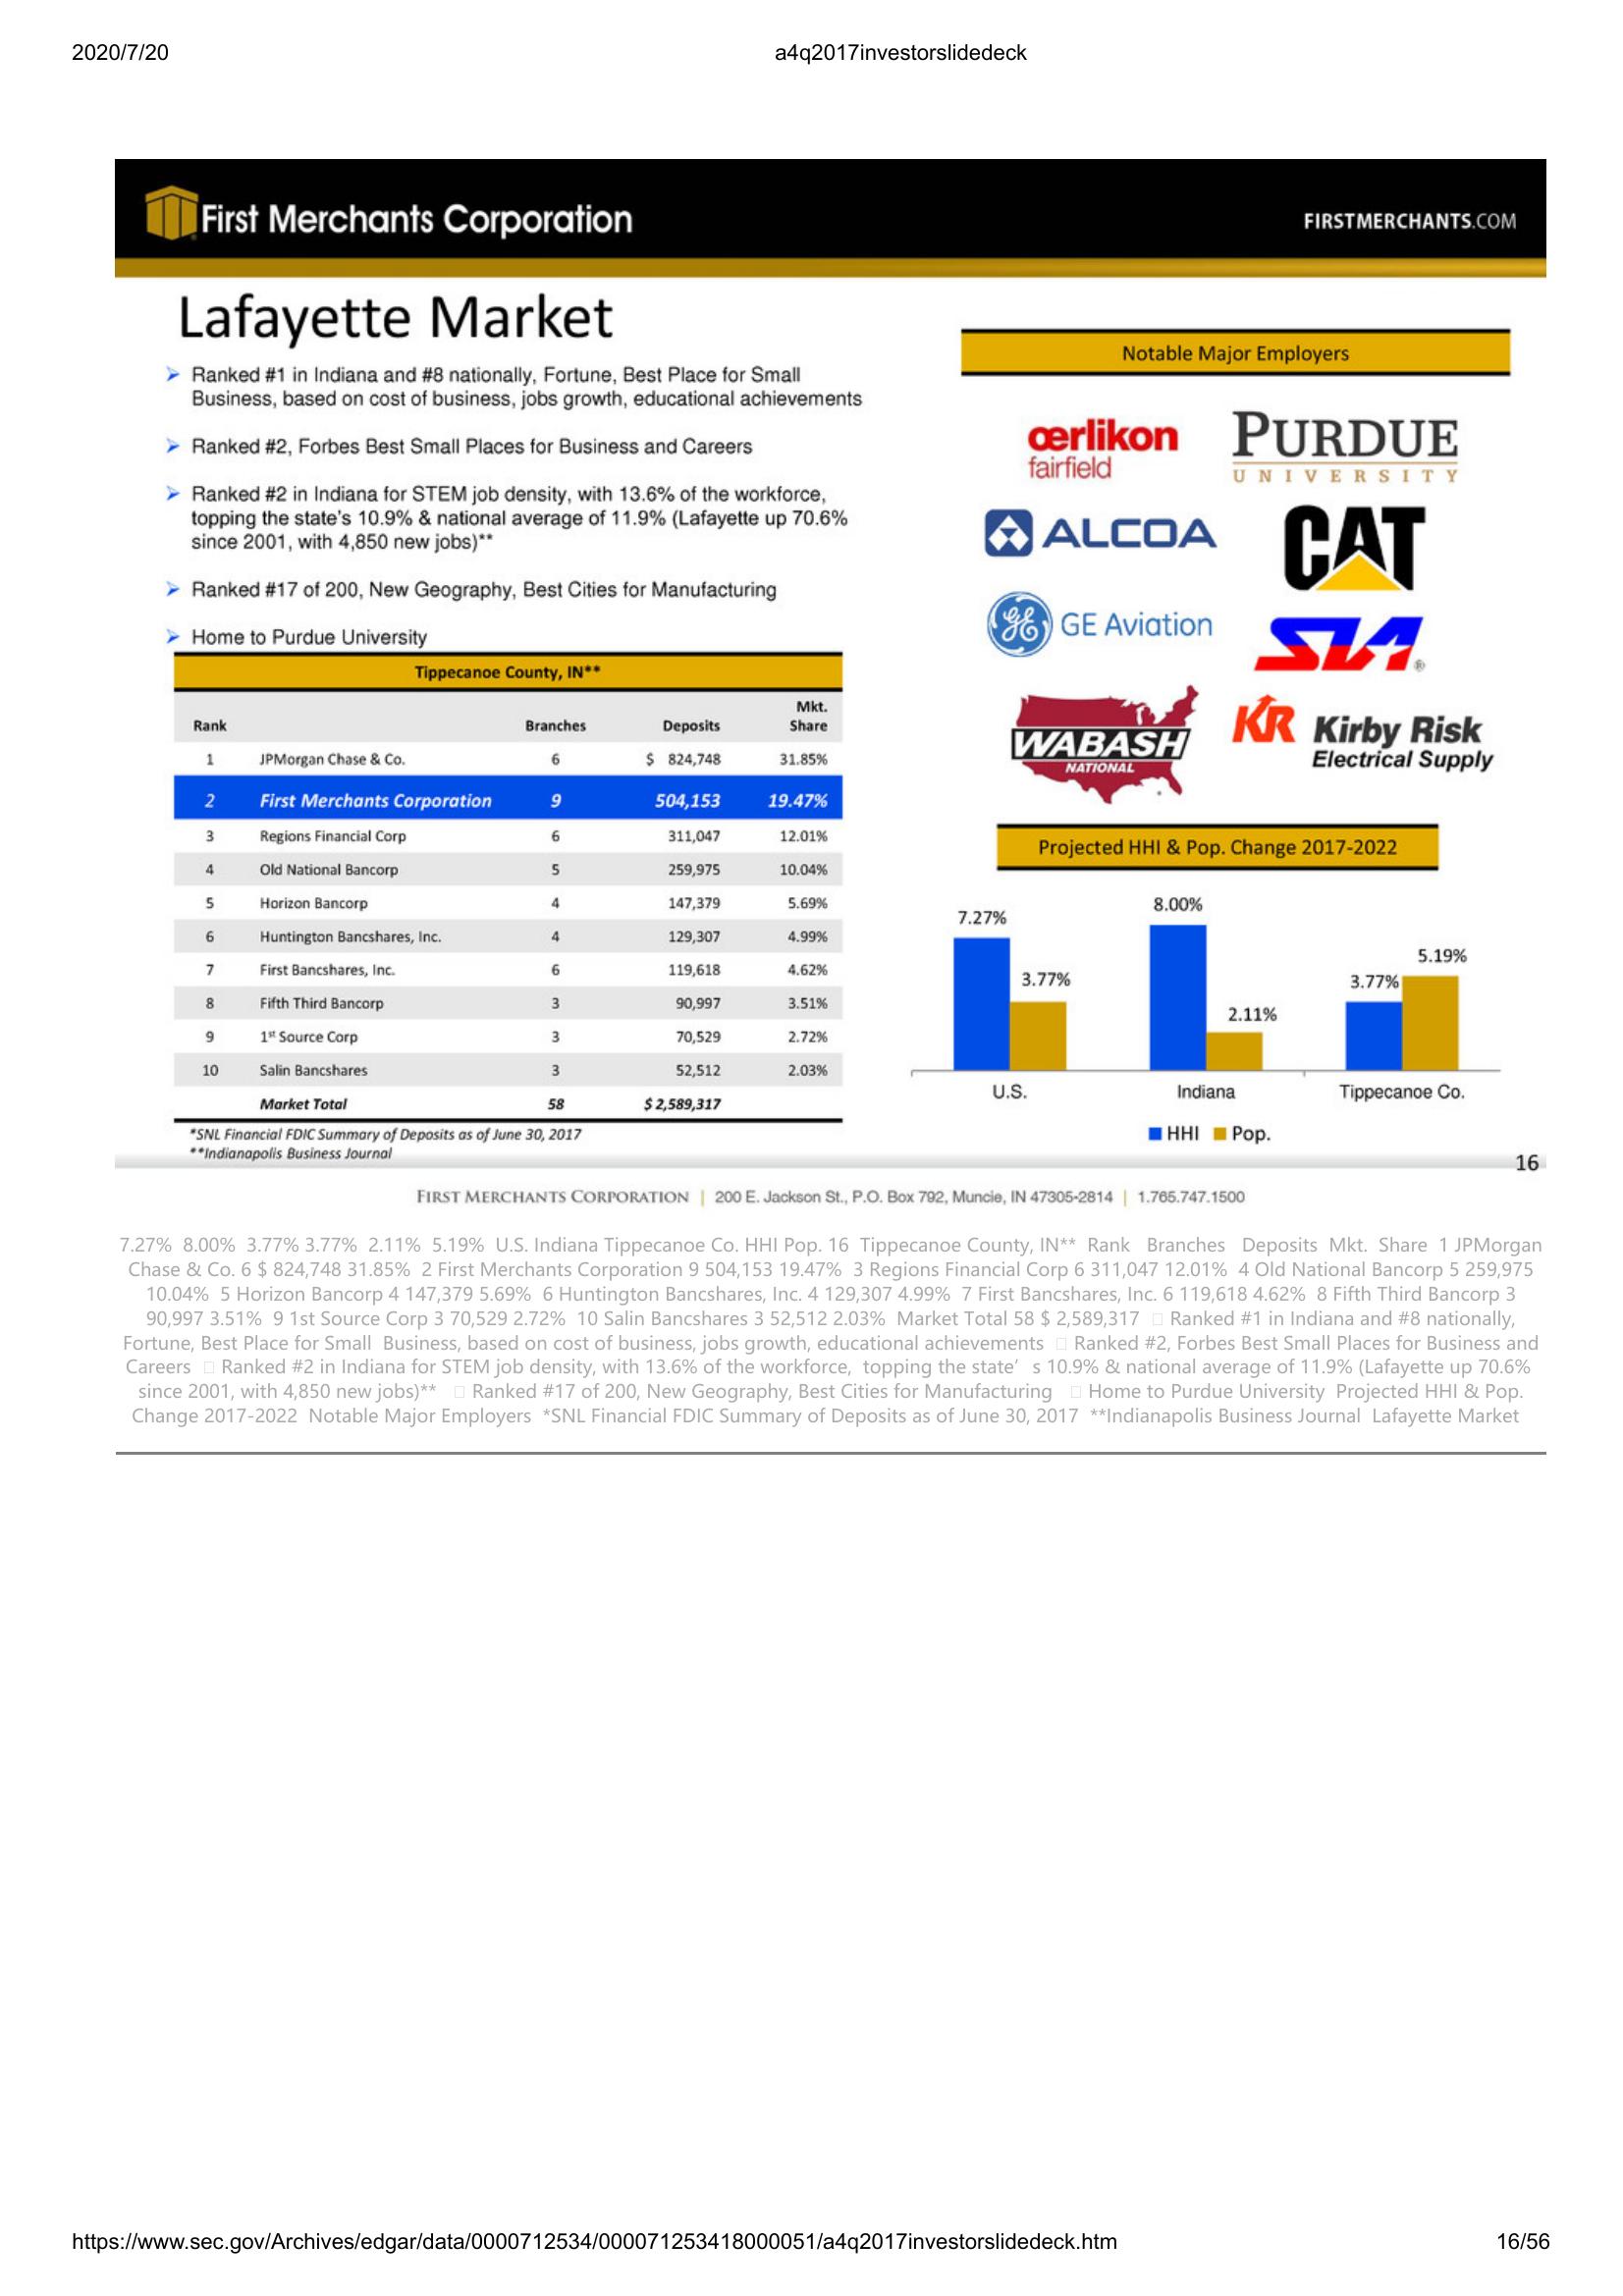 2020/7/20
a4q2017investorslidedeck
First Merchants Corporation
FIRSTMERCHANTS.COM
Lafayette Market
➢ Ranked #1 in Indiana and #8 nationally, Fortune, Best Place for Small
Business, based on cost of business, jobs growth, educational achievements
➢ Ranked #2, Forbes Best Small Places for Business and Careers
➢ Ranked #2 in Indiana for STEM job density, with 13.6% of the workforce,
topping the state's 10.9% & national average of 11.9% (Lafayette up 70.6%
since 2001, with 4,850 new jobs)**
➢ Ranked #17 of 200, New Geography, Best Cities for Manufacturing
➢ Home to Purdue University
Tippecanoe County, IN**
Rank Branches Deposits Mkt. Share
1 JPMorgan Chase & Co. 6 $ 824,748 31.85%
2 First Merchants Corporation 9 504,153 19.47%
3 Regions Financial Corp 6 311,047 12.01%
4 Old National Bancorp 5 259,975 10.04%
5 Horizon Bancorp 4 147,379 5.69%
6 Huntington Bancshares, Inc. 4 129,307 4.99%
7 First Bancshares, Inc. 6 119,618 4.62%
8 Fifth Third Bancorp 3 90,997 3.51%
9 1st Source Corp 3 70,529 2.72%
10 Salin Bancshares 3 52,512 2.03%
Market Total 58 $ 2,589,317
*SNL Financial FDIC Summary of Deposits as of June 30, 2017
**Indianapolis Business Journal
Notable Major Employers
œrlikon
fairfield
PURDUE
UNIVERSITY
ALCOA
CAT
GE Aviation
SIA®
WABASH
NATIONAL
KR Kirby Risk
Electrical Supply
Projected HHI & Pop. Change 2017-2022
7.27% 8.00%
3.77% 2.11% 3.77% 5.19%
U.S. Indiana Tippecanoe Co.
HHI Pop.
16
FIRST MERCHANTS CORPORATION | 200 E. Jackson St., P.O. Box 792, Muncie, IN 47305-2814 | 1.765.747.1500
7.27% 8.00% 3.77% 3.77% 2.11% 5.19% U.S. Indiana Tippecanoe Co. HHI Pop. 16 Tippecanoe County, IN** Rank Branches Deposits Mkt. Share 1 JPMorgan
Chase & Co. 6 $ 824,748 31.85% 2 First Merchants Corporation 9 504,153 19.47% 3 Regions Financial Corp 6 311,047 12.01% 4 Old National Bancorp 5 259,975
10.04% 5 Horizon Bancorp 4 147,379 5.69% 6 Huntington Bancshares, Inc. 4 129,307 4.99% 7 First Bancshares, Inc. 6 119,618 4.62% 8 Fifth Third Bancorp 3
90,997 3.51% 9 1st Source Corp 3 70,529 2.72% 10 Salin Bancshares 3 52,512 2.03% Market Total 58 $ 2,589,317 □ Ranked #1 in Indiana and #8 nationally,
Fortune, Best Place for Small Business, based on cost of business, jobs growth, educational achievements □ Ranked #2, Forbes Best Small Places for Business and
Careers □ Ranked #2 in Indiana for STEM job density, with 13.6% of the workforce, topping the state’ s 10.9% & national average of 11.9% (Lafayette up 70.6%
since 2001, with 4,850 new jobs)** □ Ranked #17 of 200, New Geography, Best Cities for Manufacturing □ Home to Purdue University Projected HHI & Pop.
Change 2017-2022 Notable Major Employers *SNL Financial FDIC Summary of Deposits as of June 30, 2017 **Indianapolis Business Journal Lafayette Market
https://www.sec.gov/Archives/edgar/data/0000712534/000071253418000051/a4q2017investorslidedeck.htm
16/56